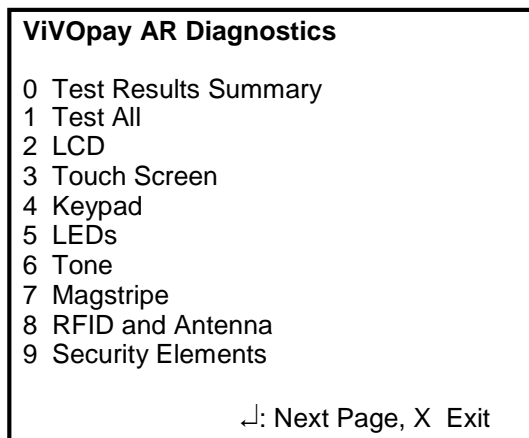 ViVOpay AR Diagnostics
0 Test Results Summary
1 Test All
2 LCD
3 Touch Screen
4 Keypad
5 LEDs
6 Tone
7 Magstripe
8 RFID and Antenna
9 Security Elements
↵: Next Page, X Exit